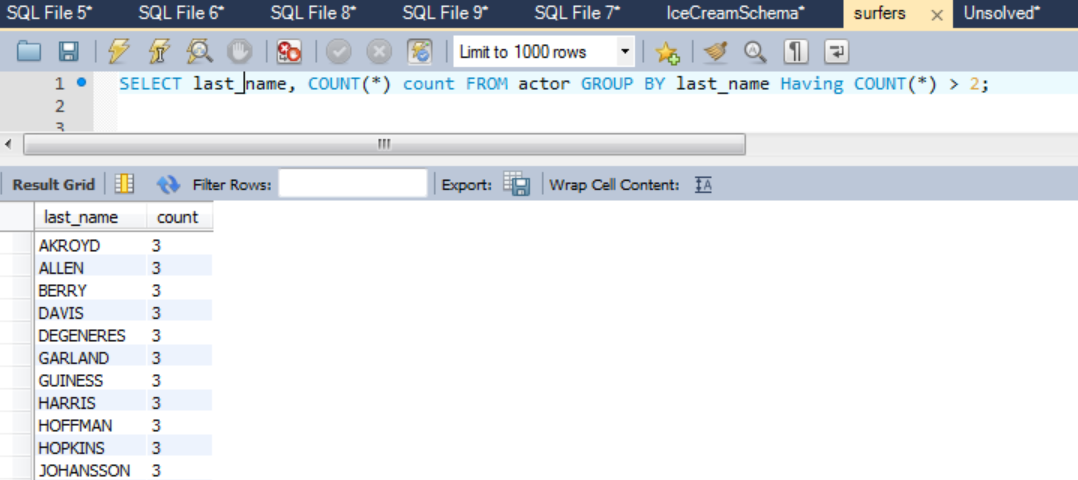 SQL File 5* SQL File 6* SQL File 8* SQL File 9* SQL File 7* IceCreamSchema* surfers × Unsolved*
Limit to 1000 rows
1 SELECT last_name, COUNT(*) count FROM actor GROUP BY last_name Having COUNT(*) > 2;
2
3
Result Grid Filter Rows: Export: Wrap Cell Content:
last_name count
AKROYD 3
ALLEN 3
BERRY 3
DAVIS 3
DEGENERES 3
GARLAND 3
GUINESS 3
HARRIS 3
HOFFMAN 3
HOPKINS 3
JOHANSSON 3